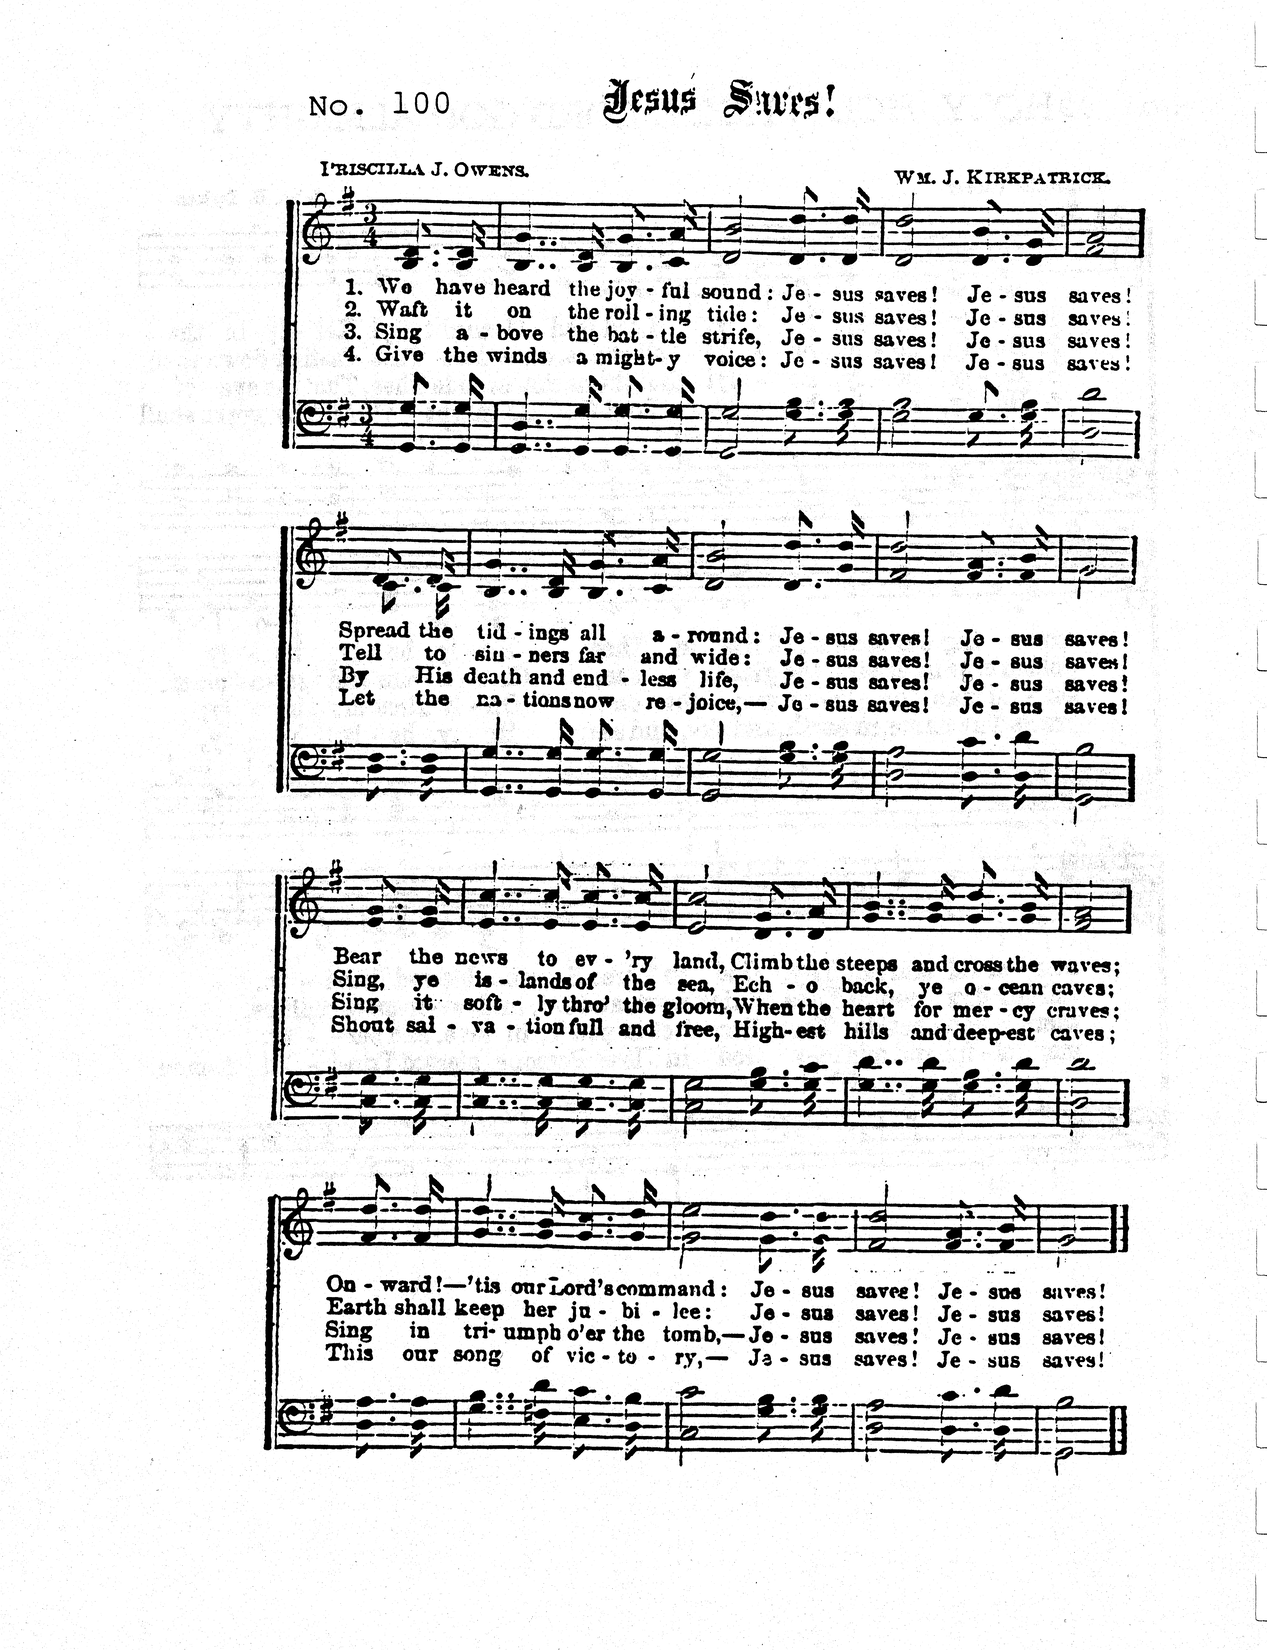 No. 100
Jesus Saves!
PRISCILLA J. OWENS.
WM. J. KIRKPATRICK.
3
4
1. We have heard the joy - ful sound: Je - sus saves! Je - sus saves!
2. Waft it on the roll - ing tide: Je - sus saves! Je - sus saves!
3. Sing a - bove the bat - tle strife, Je - sus saves! Je - sus saves!
4. Give the winds a might - y voice: Je - sus saves! Je - sus saves!
3
4
Spread the tid - ings all a - round: Je - sus saves! Je - sus saves!
Tell to sin - ners far and wide: Je - sus saves! Je - sus saves!
By His death and end - less life, Je - sus saves! Je - sus saves!
Let the na - tions now re - joice,— Je - sus saves! Je - sus saves!
Bear the news to ev - 'ry land, Climb the steeps and cross the waves;
Sing, ye is - lands of the sea, Ech - o back, ye o - cean caves;
Sing it soft - ly thro' the gloom, When the heart for mer - cy craves;
Shout sal - va - tion full and free, High - est hills and deep - est caves;
On - ward!—'tis our Lord's command: Je - sus saves! Je - sus saves!
Earth shall keep her ju - bi - lee: Je - sus saves! Je - sus saves!
Sing in tri - umph o'er the tomb,— Je - sus saves! Je - sus saves!
This our song of vic - to - ry,— Je - sus saves! Je - sus saves!